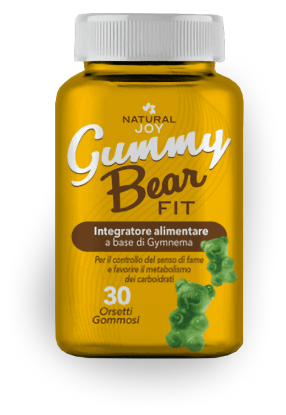 NATURAL
JOY
Gummy
Bear
FIT
Integratore alimentare
a base di Gymnema
Per il controllo del senso di fame
e favorire il metabolismo
dei carboidrati
30
Orsetti
Gommosi